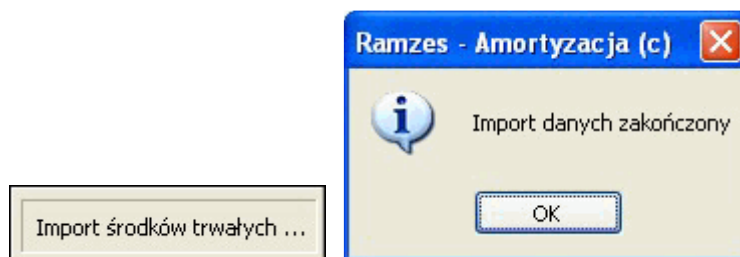 Import środków trwałych ...
Ramzes - Amortyzacja (c)
Import danych zakończony
OK